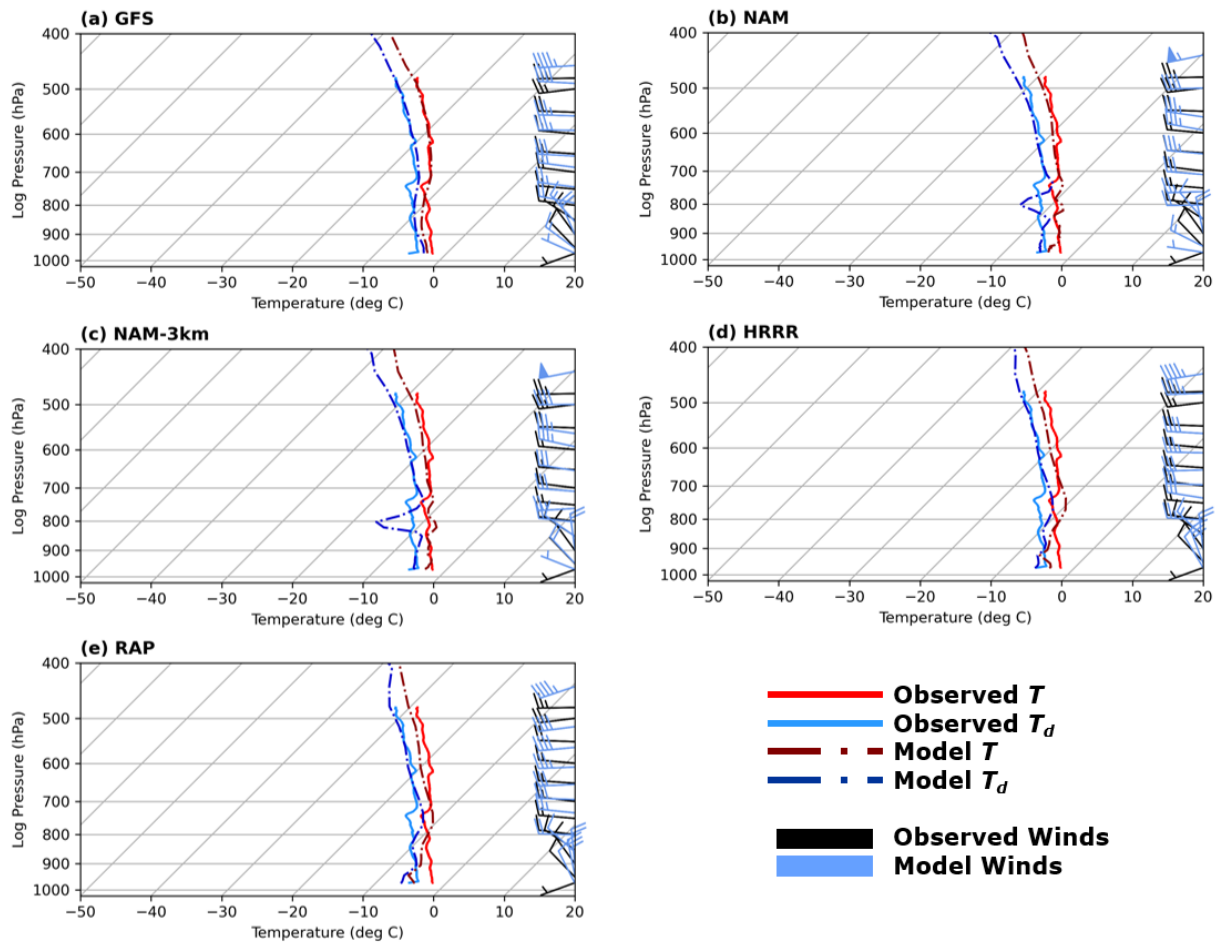 (a) GFS
400
500
600
700
800
900
1000
Log Pressure (hPa)
−50 −40 −30 −20 −10 0 10 20
Temperature (deg C)
(b) NAM
400
500
600
700
800
900
1000
Log Pressure (hPa)
−50 −40 −30 −20 −10 0 10 20
Temperature (deg C)
(c) NAM-3km
400
500
600
700
800
900
1000
Log Pressure (hPa)
−50 −40 −30 −20 −10 0 10 20
Temperature (deg C)
(d) HRRR
400
500
600
700
800
900
1000
Log Pressure (hPa)
−50 −40 −30 −20 −10 0 10 20
Temperature (deg C)
(e) RAP
400
500
600
700
800
900
1000
Log Pressure (hPa)
−50 −40 −30 −20 −10 0 10 20
Temperature (deg C)
Observed T
Observed Td
Model T
Model Td
Observed Winds
Model Winds